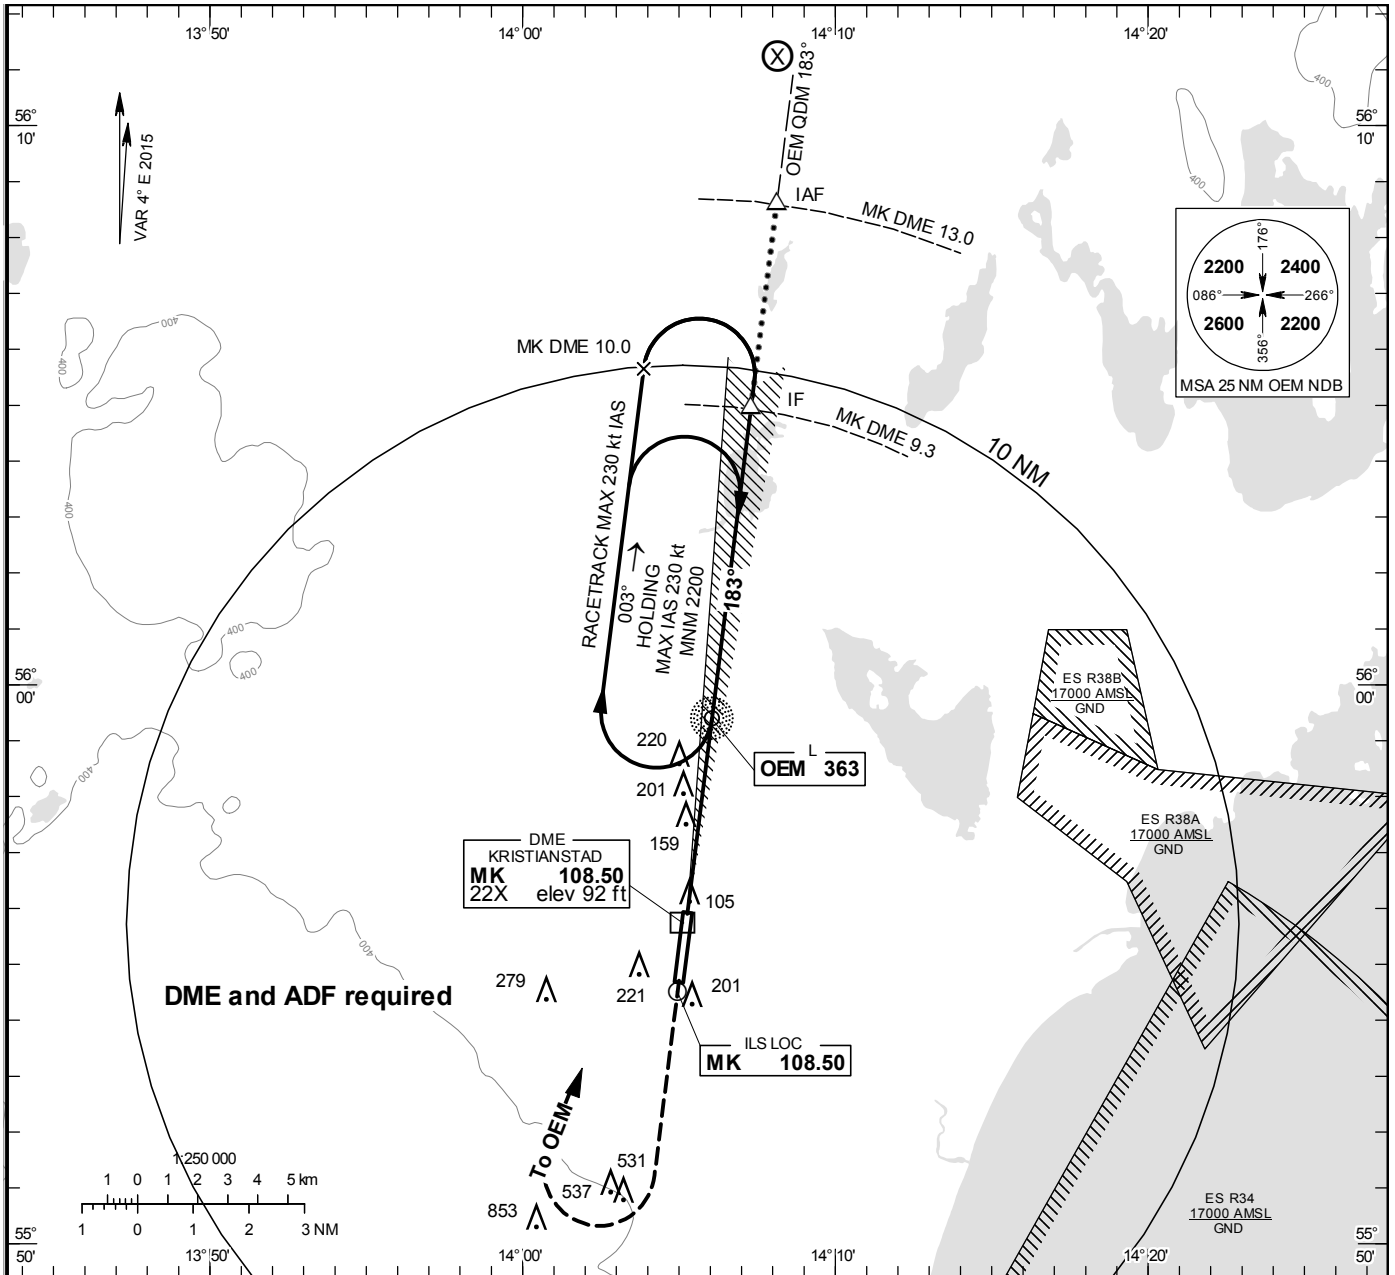 13°50'
14°00'
14°10'
14°20'
X
OEM QDM 183°
400
56°
10'
56°
10'
VAR 4° E 2015
400
IAF
MK DME 13.0
176°
2200
2400
086°
266°
2600
2200
356°
MSA 25 NM OEM NDB
400
400
MK DME 10.0
IF
MK DME 9.3
10 NM
RACETRACK MAX 230 kt IAS
003°
HOLDING
MAX IAS 230 kt
MNM 2200
183°
400
400
400
56°
00'
56°
00'
ES R38B
17000 AMSL
GND
220
L
OEM 363
201
400
159
ES R38A
17000 AMSL
GND
DME
KRISTIANSTAD
MK 108.50
22X elev 92 ft
105
400
279
221
201
DME and ADF required
ILS LOC
MK 108.50
To OEM
1:250 000
1 0 1 2 3 4 5 km
1 0 1 2 3 NM
531
537
853
ES R34
17000 AMSL
GND
55°
50'
55°
50'
13°50'
14°00'
14°10'
14°20'